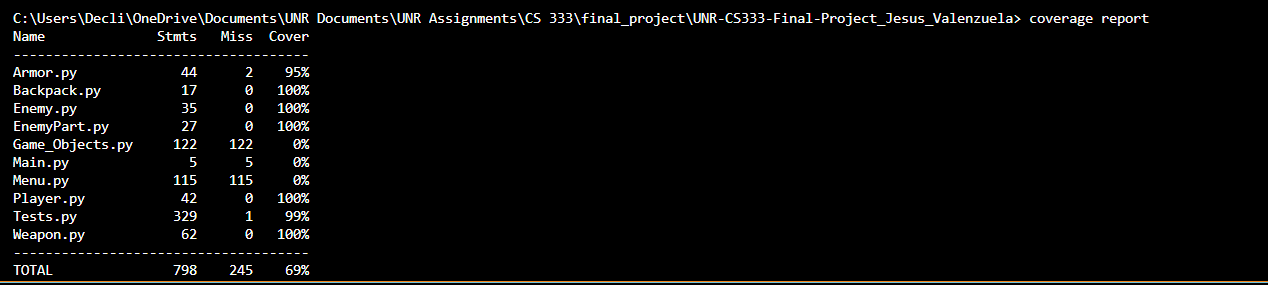 C:\Users\Decli\OneDrive\Documents\UNR Documents\UNR Assignments\CS 333\final_project\UNR-CS333-Final-Project_Jesus_Valenzuela> coverage report
Name Stmts Miss Cover
-------------------------------------
Armor.py 44 2 95%
Backpack.py 17 0 100%
Enemy.py 35 0 100%
EnemyPart.py 27 0 100%
Game_Objects.py 122 122 0%
Main.py 5 5 0%
Menu.py 115 115 0%
Player.py 42 0 100%
Tests.py 329 1 99%
Weapon.py 62 0 100%
-------------------------------------
TOTAL 798 245 69%